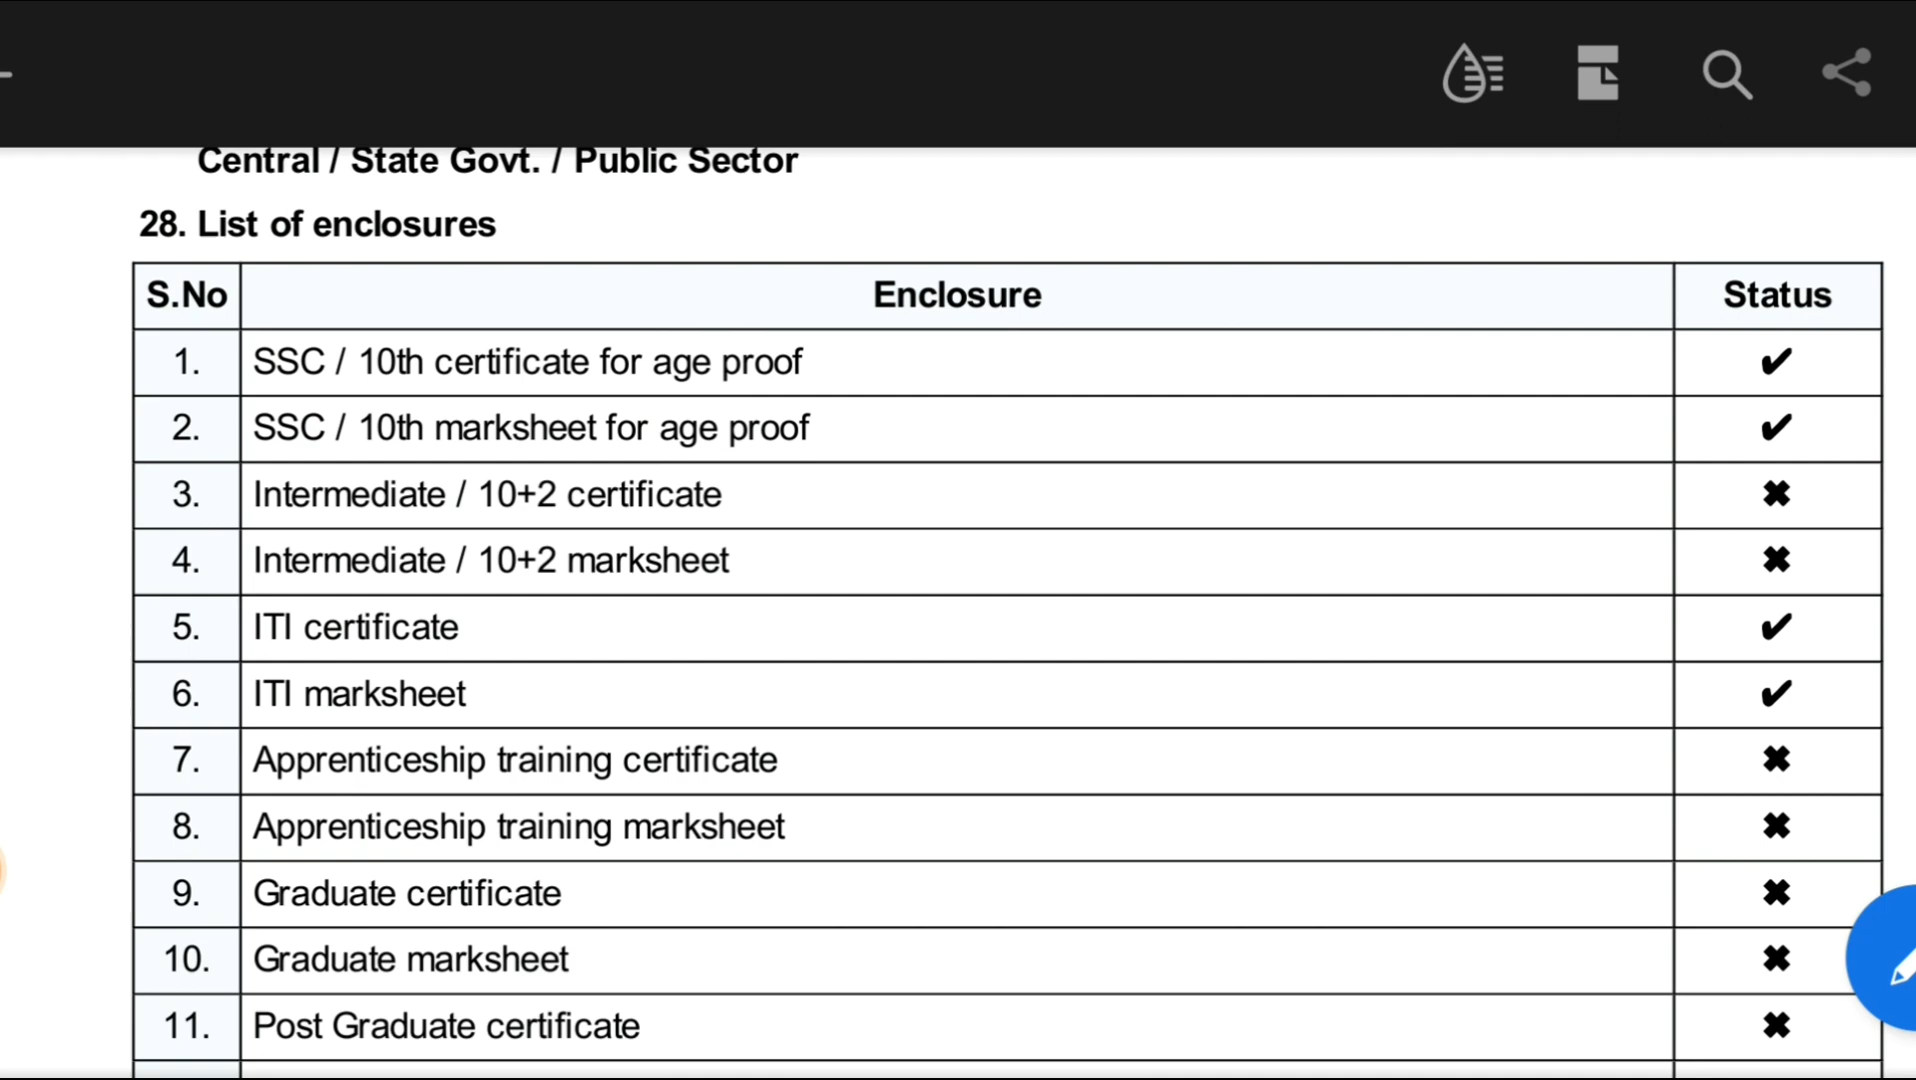 Central / State Govt. / Public Sector
28. List of enclosures
S.No Enclosure Status
1. SSC / 10th certificate for age proof ✔
2. SSC / 10th marksheet for age proof ✔
3. Intermediate / 10+2 certificate ✖
4. Intermediate / 10+2 marksheet ✖
5. ITI certificate ✔
6. ITI marksheet ✔
7. Apprenticeship training certificate ✖
8. Apprenticeship training marksheet ✖
9. Graduate certificate ✖
10. Graduate marksheet ✖
11. Post Graduate certificate ✖